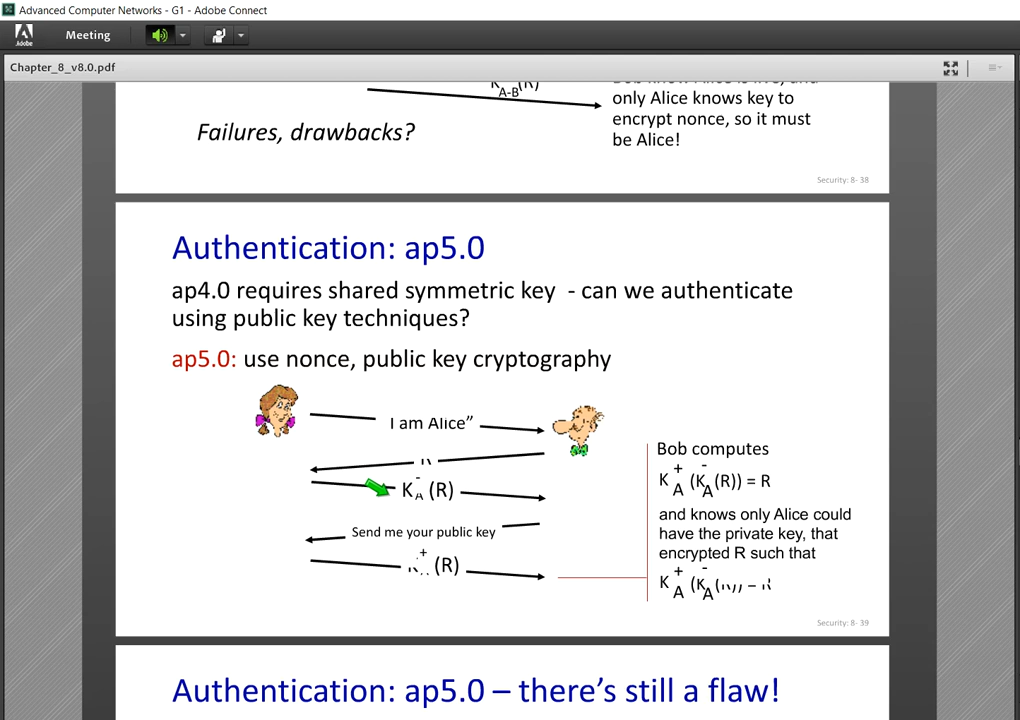 Advanced Computer Networks - G1 - Adobe Connect
Adobe
Meeting
Chapter_8_v8.0.pdf
A-B
only Alice knows key to
encrypt nonce, so it must
be Alice!
Failures, drawbacks?
Security: 8- 38
Authentication: ap5.0
ap4.0 requires shared symmetric key - can we authenticate
using public key techniques?
ap5.0: use nonce, public key cryptography
I am Alice”
K A - (R)
Send me your public key
+ (R)
Bob computes
K A + (K A - (R)) = R
and knows only Alice could
have the private key, that
encrypted R such that
K A + (K A - (
Security: 8- 39
Authentication: ap5.0 – there’s still a flaw!